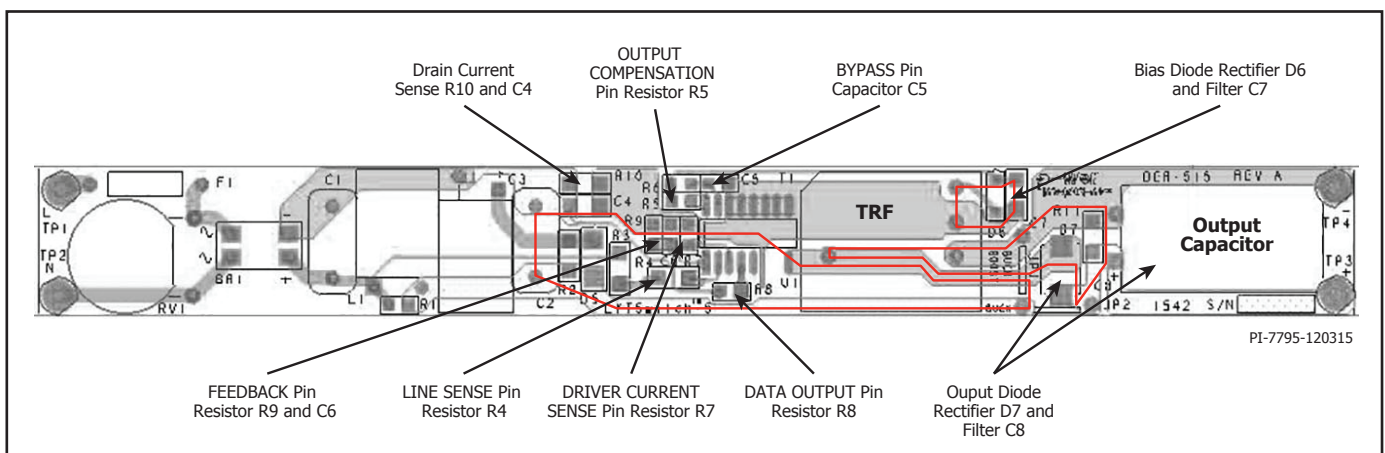 Drain Current
Sense R10 and C4
OUTPUT
COMPENSATION
Pin Resistor R5
BYPASS Pin
Capacitor C5
Bias Diode Rectifier D6
and Filter C7
F1
C1
C3
R10
C4
R6
R5
C5
T1
DER-515 REV A
L
TP1
TP2
N
BR1
RV1
L1
R1
C2
R2
D5
R3
R9
R4
R8
U1
TRF
D6
C7
R11
D7
Output
Capacitor
TP4
TP3
+
JP2
1542 S/N
PI-7795-120315
FEEDBACK Pin
Resistor R9 and C6
LINE SENSE Pin
Resistor R4
DRIVER CURRENT
SENSE Pin Resistor R7
DATA OUTPUT Pin
Resistor R8
Ouput Diode
Rectifier D7 and
Filter C8